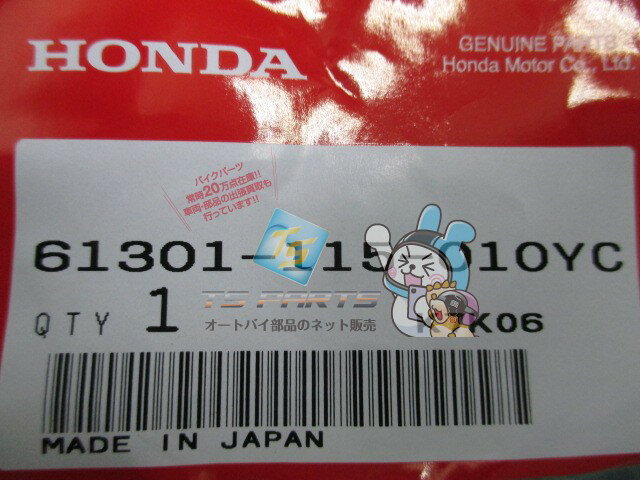 HONDA
GENUINE PARTS
Honda Motor Co., Ltd.
バイクパーツ
常時20万点在庫!!
車両・部品の出張買取も
行っています!!
61301-115-010YC
TS
TS PARTS
QTY 1
オートバイ部品のネット販売
K06
MADE IN JAPAN